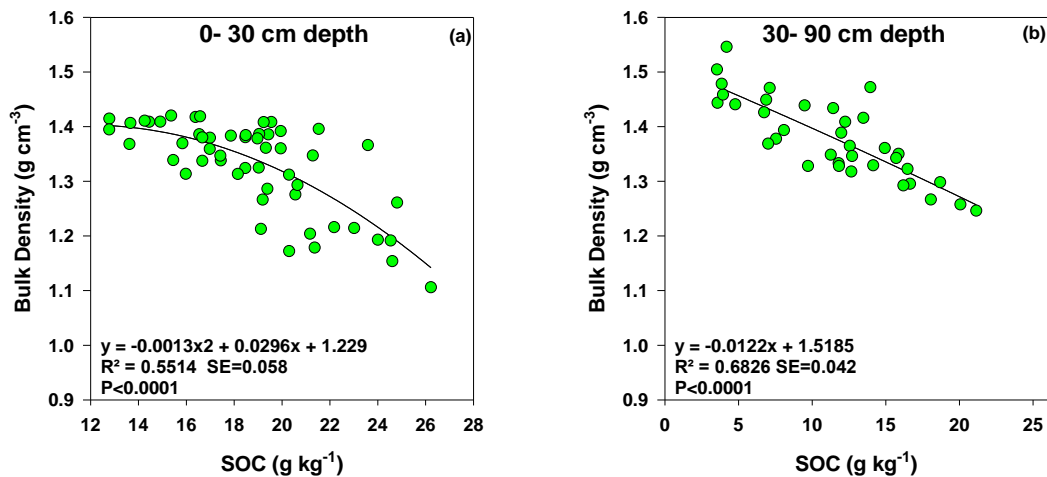 0- 30 cm depth
(a)
1.6
1.5
1.4
1.3
1.2
1.1
1.0
0.9
Bulk Density (g cm-3)
y = -0.0013x2 + 0.0296x + 1.229
R² = 0.5514 SE=0.058
P<0.0001
12 14 16 18 20 22 24 26 28
SOC (g kg-1)
30- 90 cm depth
(b)
1.6
1.5
1.4
1.3
1.2
1.1
1.0
0.9
Bulk Density (g cm-3)
y = -0.0122x + 1.5185
R² = 0.6826 SE=0.042
P<0.0001
0 5 10 15 20 25
SOC (g kg-1)